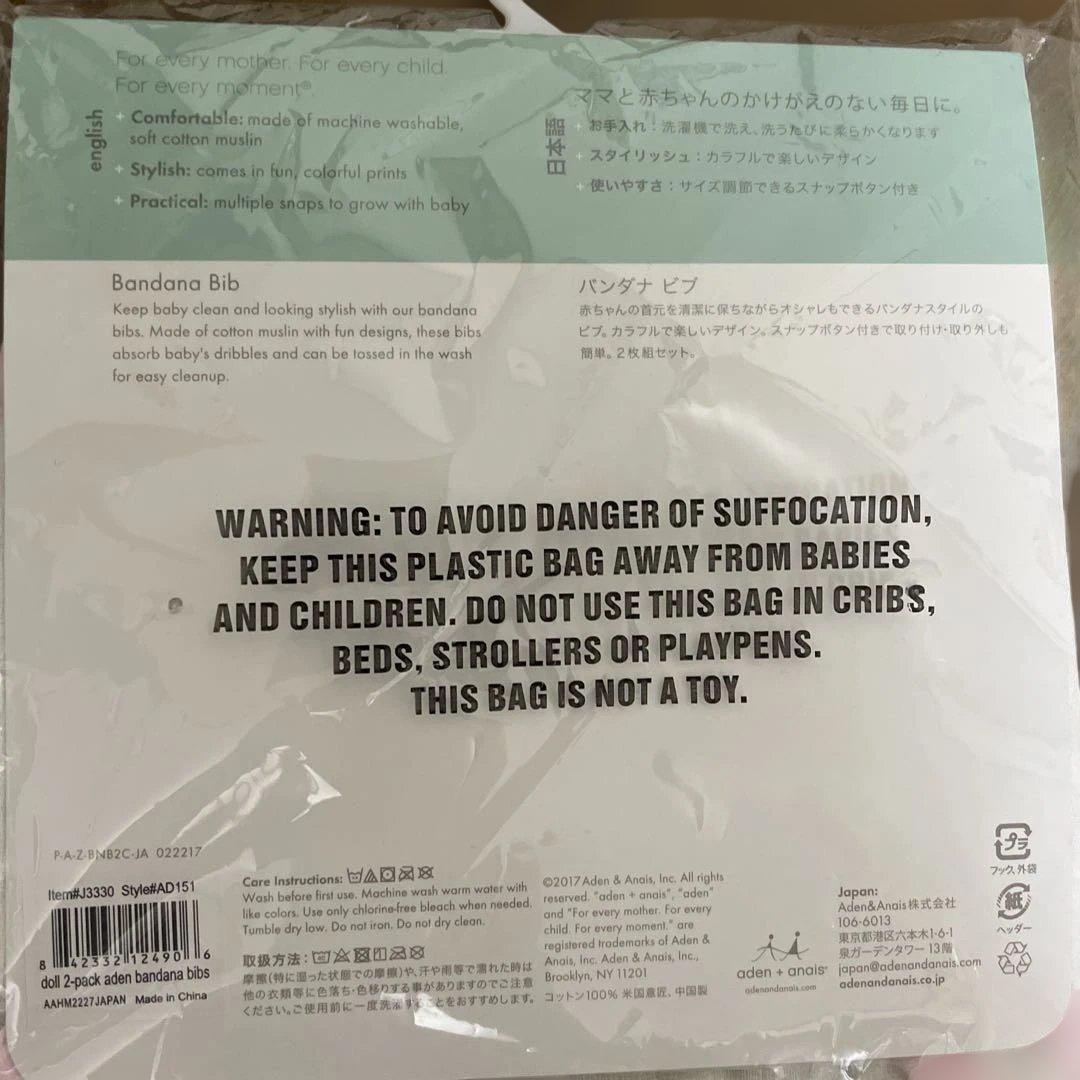 For every mother. For every child.
For every moment®.
english
+ Comfortable: made of machine washable,
soft cotton muslin
+ Stylish: comes in fun, colorful prints
+ Practical: multiple snaps to grow with baby
ママと赤ちゃんのかけがえのない毎日に。
日本語
+ お手入れ：洗濯機で洗え、洗うたびに柔らかくなります
+ スタイリッシュ：カラフルで楽しいデザイン
+ 使いやすさ：サイズ調節できるスナップボタン付き
Bandana Bib
Keep baby clean and looking stylish with our bandana
bibs. Made of cotton muslin with fun designs, these bibs
absorb baby's dribbles and can be tossed in the wash
for easy cleanup.
バンダナ ビブ
赤ちゃんの首元を清潔に保ちながらオシャレもできるバンダナスタイルの
ビブ。カラフルで楽しいデザイン。スナップボタン付きで取り付け・取り外しも
簡単。2枚組セット。
WARNING: TO AVOID DANGER OF SUFFOCATION,
KEEP THIS PLASTIC BAG AWAY FROM BABIES
AND CHILDREN. DO NOT USE THIS BAG IN CRIBS,
BEDS, STROLLERS OR PLAYPENS.
THIS BAG IS NOT A TOY.
P-A-Z-BNB2C-JA 022217
Item#J3330 Style#AD151
8 42332 12490 6
doll 2-pack aden bandana bibs
AAHM2227JAPAN Made in China
Care Instructions:
Wash before first use. Machine wash warm water with
like colors. Use only chlorine-free bleach when needed.
Tumble dry low. Do not iron. Do not dry clean.
取扱方法：
摩擦(特に湿った状態での摩擦)や、汗や雨等で濡れた時は
他の衣類等に色落ち・色移りする事がありますのでご注意
ください。ご使用前に一度洗濯することをおすすめします。
©2017 Aden & Anais, Inc. All rights
reserved. "aden + anais", "aden"
and "For every mother. For every
child. For every moment." are
registered trademarks of Aden &
Anais, Inc. Aden & Anais, Inc.,
Brooklyn, NY 11201
コットン100% 米国意匠、中国製
aden + anais®
adenandanais.com
Japan:
Aden&Anais株式会社
106-6013
東京都港区六本木1-6-1
泉ガーデンタワー 13階
japan@adenandanais.com
adenandanais.co.jp
プラ
フック、外袋
紙
ヘッダー